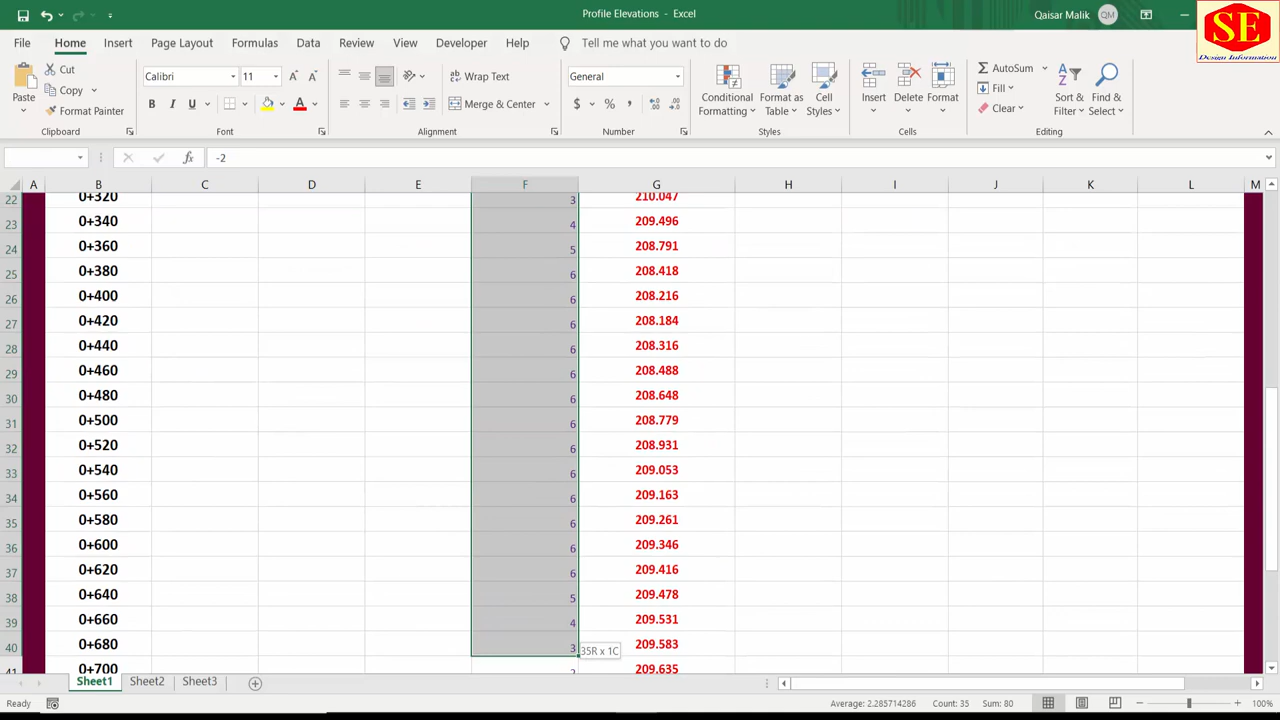 Profile Elevations - Excel
Qaisar Malik QM
SE
Design Information
File Home Insert Page Layout Formulas Data Review View Developer Help Tell me what you want to do
Paste Cut Copy Format Painter
Calibri 11
B I U
Wrap Text
Merge & Center
General
$ % ,
Conditional Formatting Format as Table Cell Styles
Insert Delete Format
AutoSum Fill Clear
Sort & Filter Find & Select
Clipboard Font Alignment Number Styles Cells Editing
fx -2
A B C D E F G H I J K L M
22 0+320 3 210.047
23 0+340 4 209.496
24 0+360 5 208.791
25 0+380 6 208.418
26 0+400 6 208.216
27 0+420 6 208.184
28 0+440 6 208.316
29 0+460 6 208.488
30 0+480 6 208.648
31 0+500 6 208.779
32 0+520 6 208.931
33 0+540 6 209.053
34 0+560 6 209.163
35 0+580 6 209.261
36 0+600 6 209.346
37 0+620 6 209.416
38 0+640 5 209.478
39 0+660 4 209.531
40 0+680 3 35R x 1C 209.583
41 0+700 2 209.635
Sheet1 Sheet2 Sheet3
Ready Average: 2.285714286 Count: 35 Sum: 80 100%